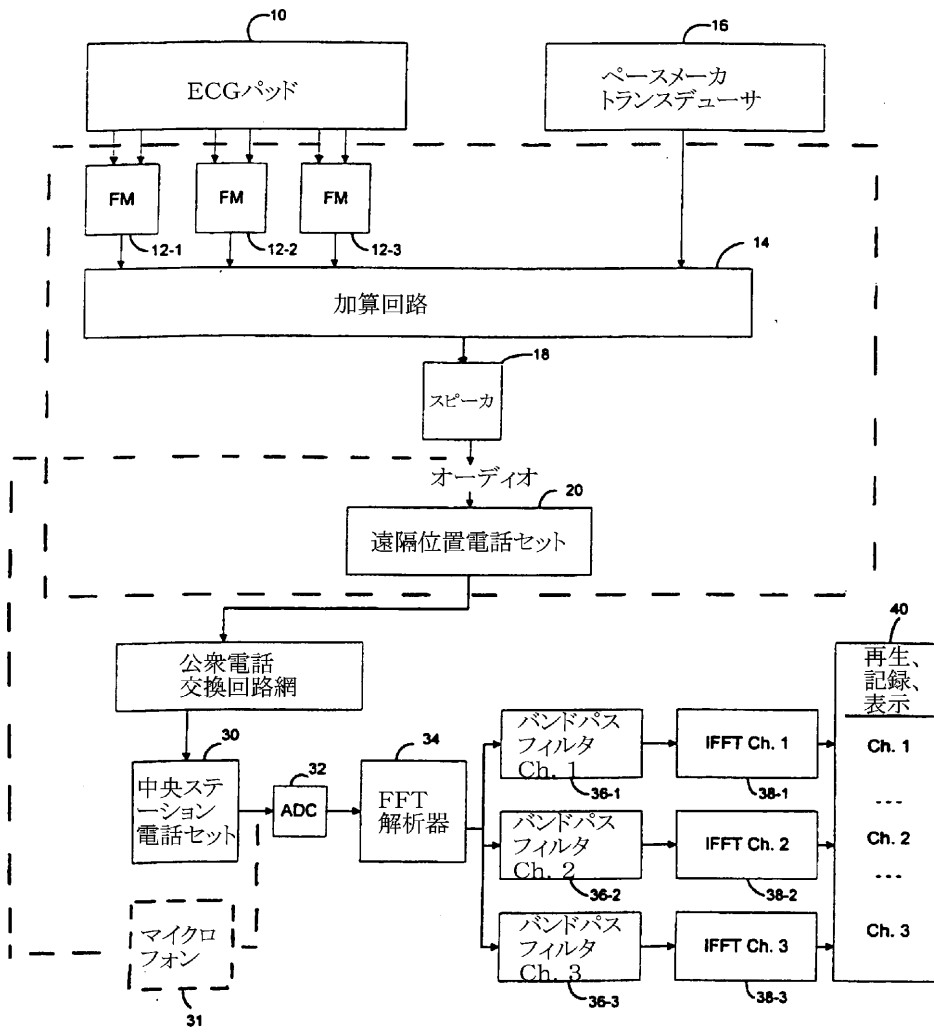 10
ECGパッド
16
ペースメーカ
トランスデューサ
FM
FM
FM
12-1
12-2
12-3
14
加算回路
18
スピーカ
オーディオ
20
遠隔位置電話セット
公衆電話
交換回路網
30
中央ステ
ーション
電話セット
32
ADC
34
FFT
解析器
バンドパス
フィルタ
Ch. 1
36-1
IFFT Ch. 1
38-1
バンドパス
フィルタ
Ch. 2
36-2
IFFT Ch. 2
38-2
バンドパス
フィルタ
Ch. 3
36-3
IFFT Ch. 3
38-3
40
再生、
記録、
表示
Ch. 1
---
Ch. 2
---
Ch. 3
マイクロ
フォン
31